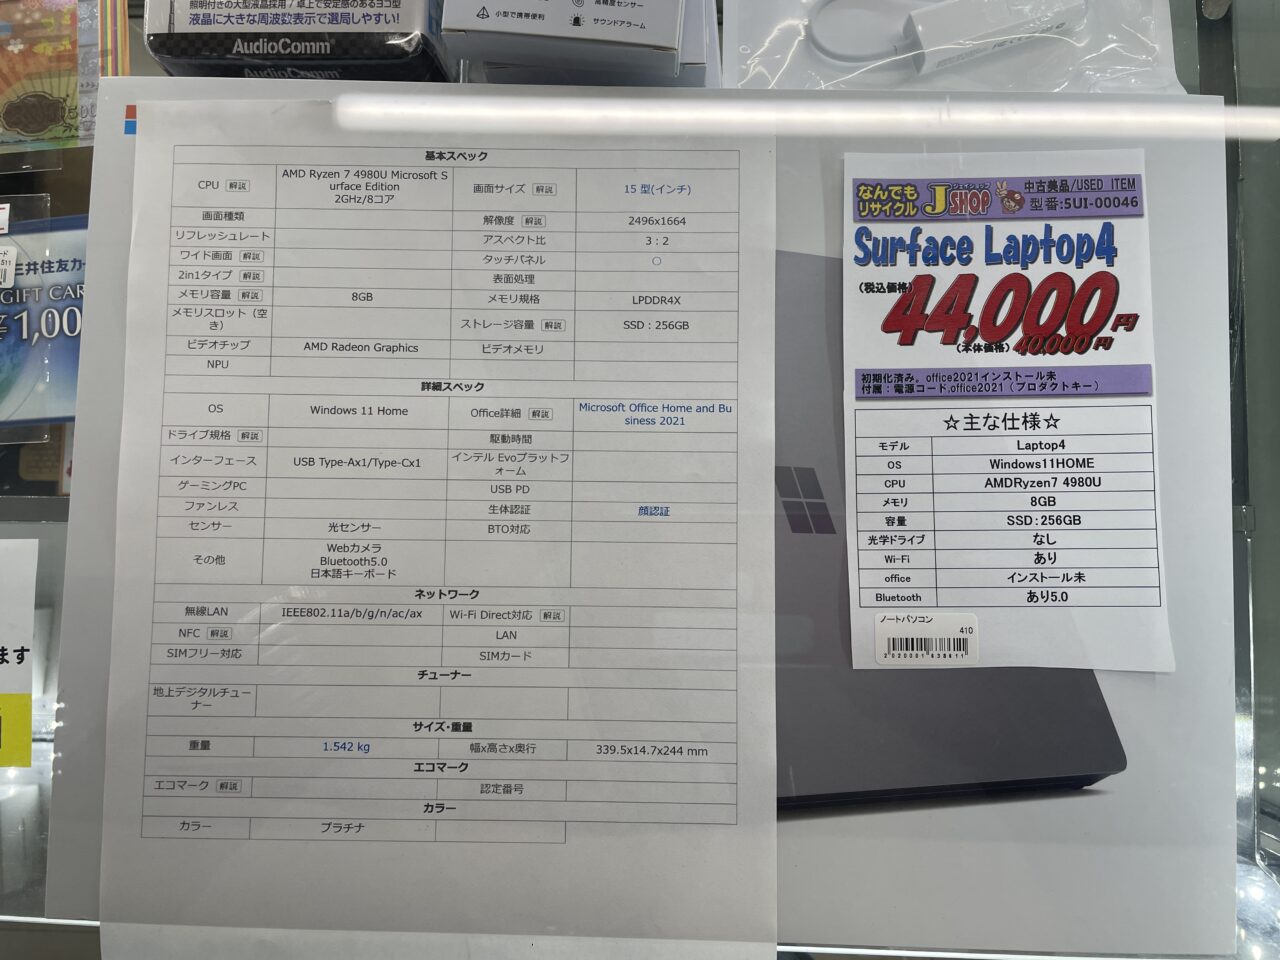 照明付きの大型液晶採用 / 卓上で安定感のあるヨコ型
液晶に大きな周波数表示で選局しやすい!
AudioComm
AudioComm
高精度センサー
小型で携帯便利
サウンドアラーム
三井住友カー
GIFT CAR
¥1,00
ます
基本スペック
CPU 解説 AMD Ryzen 7 4980U Microsoft S
urface Edition
2GHz/8コア
画面サイズ 解説 15 型(インチ)
画面種類 解像度 解説 2496x1664
リフレッシュレート アスペクト比 3 : 2
ワイド画面 解説 タッチパネル ○
2in1タイプ 解説 表面処理
メモリ容量 解説 8GB メモリ規格 LPDDR4X
メモリスロット（空
き） ストレージ容量 解説 SSD：256GB
ビデオチップ AMD Radeon Graphics ビデオメモリ
NPU
詳細スペック
OS Windows 11 Home Office詳細 解説 Microsoft Office Home and Bu
siness 2021
ドライブ規格 解説 駆動時間
インターフェース USB Type-Ax1/Type-Cx1 インテル Evoプラットフ
ォーム
ゲーミングPC USB PD
ファンレス 生体認証 顔認証
センサー 光センサー BTO対応
その他 Webカメラ
Bluetooth5.0
日本語キーボード
ネットワーク
無線LAN IEEE802.11a/b/g/n/ac/ax Wi-Fi Direct対応 解説
NFC 解説 LAN
SIMフリー対応 SIMカード
チューナー
地上デジタルチュー
ナー
サイズ・重量
重量 1.542 kg 幅x高さx奥行 339.5x14.7x244 mm
エコマーク
エコマーク 解説 認定番号
カラー
カラー プラチナ
なんでも
リサイクル
ジェイショップ
J SHOP
中古美品/USED ITEM
型番:5UI-00046
Surface Laptop4
(税込価格) 44,000円
(本体価格) 40,000円
初期化済み。office2021インストール未
付属：電源コード,office2021（プロダクトキー）
☆主な仕様☆
モデル Laptop4
OS Windows11HOME
CPU AMDRyzen7 4980U
メモリ 8GB
容量 SSD：256GB
光学ドライブ なし
Wi-Fi あり
office インストール未
Bluetooth あり5.0
ノートパソコン
410
2020001838611